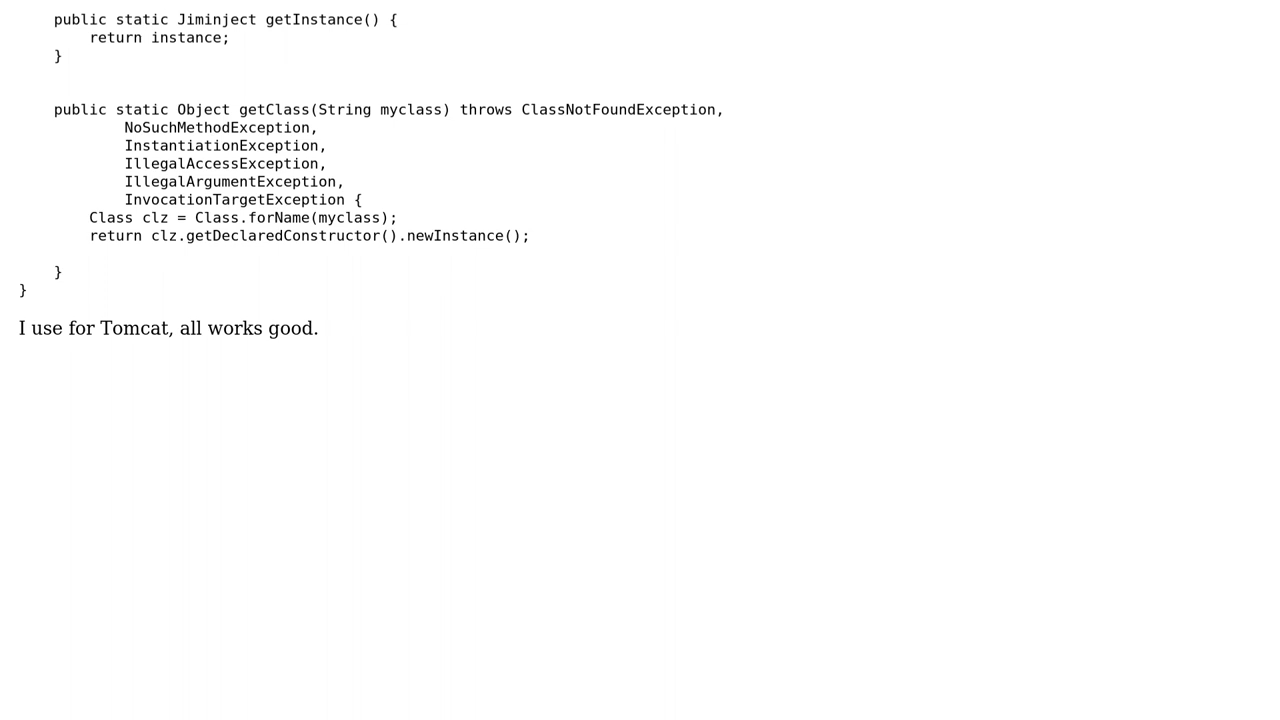 public static Jiminject getInstance() {
        return instance;
    }
    public static Object getClass(String myclass) throws ClassNotFoundException,
            NoSuchMethodException,
            InstantiationException,
            IllegalAccessException,
            IllegalArgumentException,
            InvocationTargetException {
        Class clz = Class.forName(myclass);
        return clz.getDeclaredConstructor().newInstance();
    }
}
I use for Tomcat, all works good.